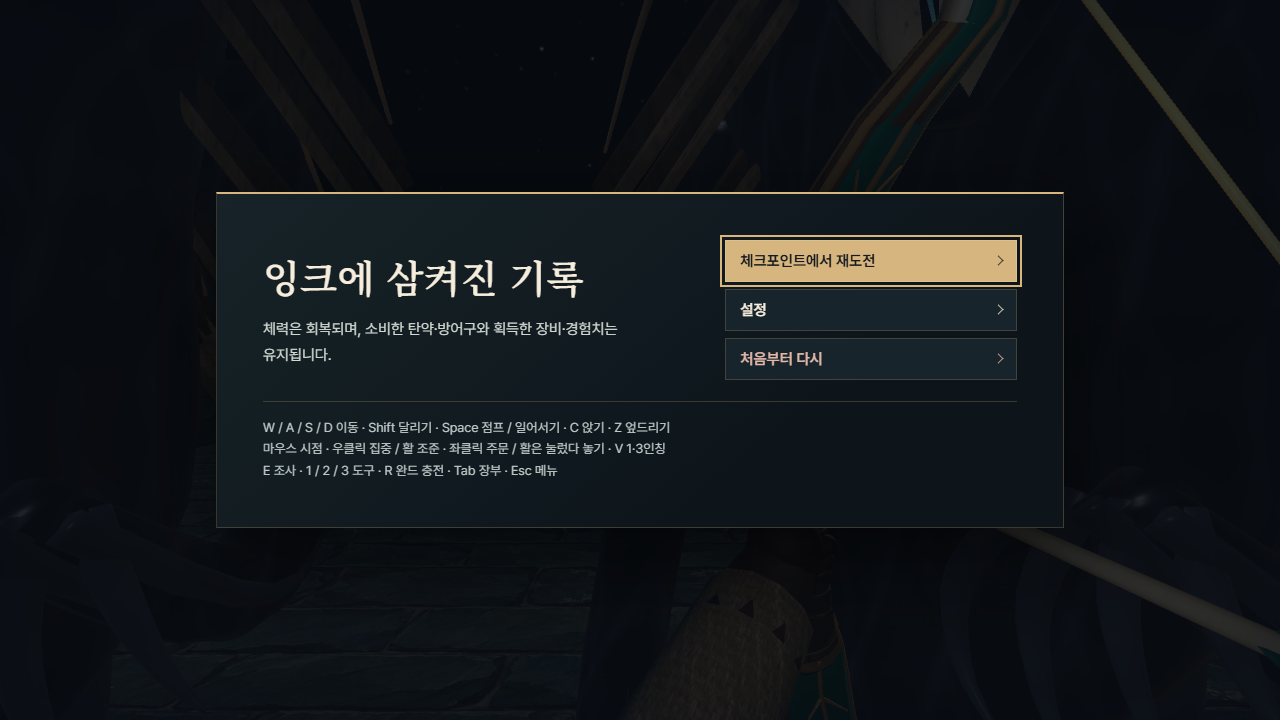 잉크에 삼켜진 기록
체력은 회복되며, 소비한 탄약·방어구와 획득한 장비·경험치는
유지됩니다.
체크포인트에서 재도전
설정
처음부터 다시
W / A / S / D 이동 · Shift 달리기 · Space 점프 / 일어서기 · C 앉기 · Z 엎드리기
마우스 시점 · 우클릭 집중 / 활 조준 · 좌클릭 주문 / 활은 눌렀다 놓기 · V 1·3인칭
E 조사 · 1 / 2 / 3 도구 · R 완드 충전 · Tab 장부 · Esc 메뉴